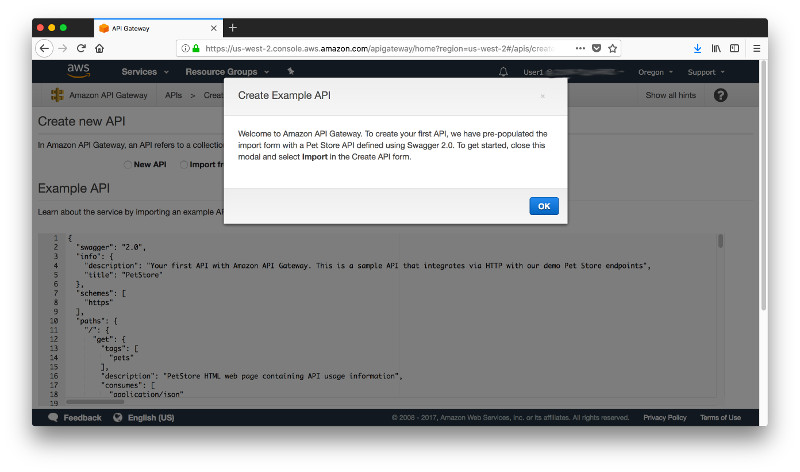 API Gateway
https://us-west-2.console.aws.amazon.com/apigateway/home?region=us-west-2#/apis/create
aws Services Resource Groups User1 @ Oregon Support
Amazon API Gateway APIs > Creat Show all hints ?
Create Example API
Create new API
Welcome to Amazon API Gateway. To create your first API, we have pre-populated the
import form with a Pet Store API defined using Swagger 2.0. To get started, close this
modal and select Import in the Create API form.
OK
In Amazon API Gateway, an API refers to a collection
New API Import fr
Example API
Learn about the service by importing an example AP
1 {
2 "swagger": "2.0",
3 "info": {
4 "description": "Your first API with Amazon API Gateway. This is a sample API that integrates via HTTP with our demo Pet Store endpoints",
5 "title": "PetStore"
6 },
7 "schemes": [
8 "https"
9 ],
10 "paths": {
11 "/": {
12 "get": {
13 "tags": [
14 "pets"
15 ],
16 "description": "PetStore HTML web page containing API usage information",
17 "consumes": [
18 "application/json"
19
Feedback English (US) © 2008 - 2017, Amazon Web Services, Inc. or its affiliates. All rights reserved. Privacy Policy Terms of Use